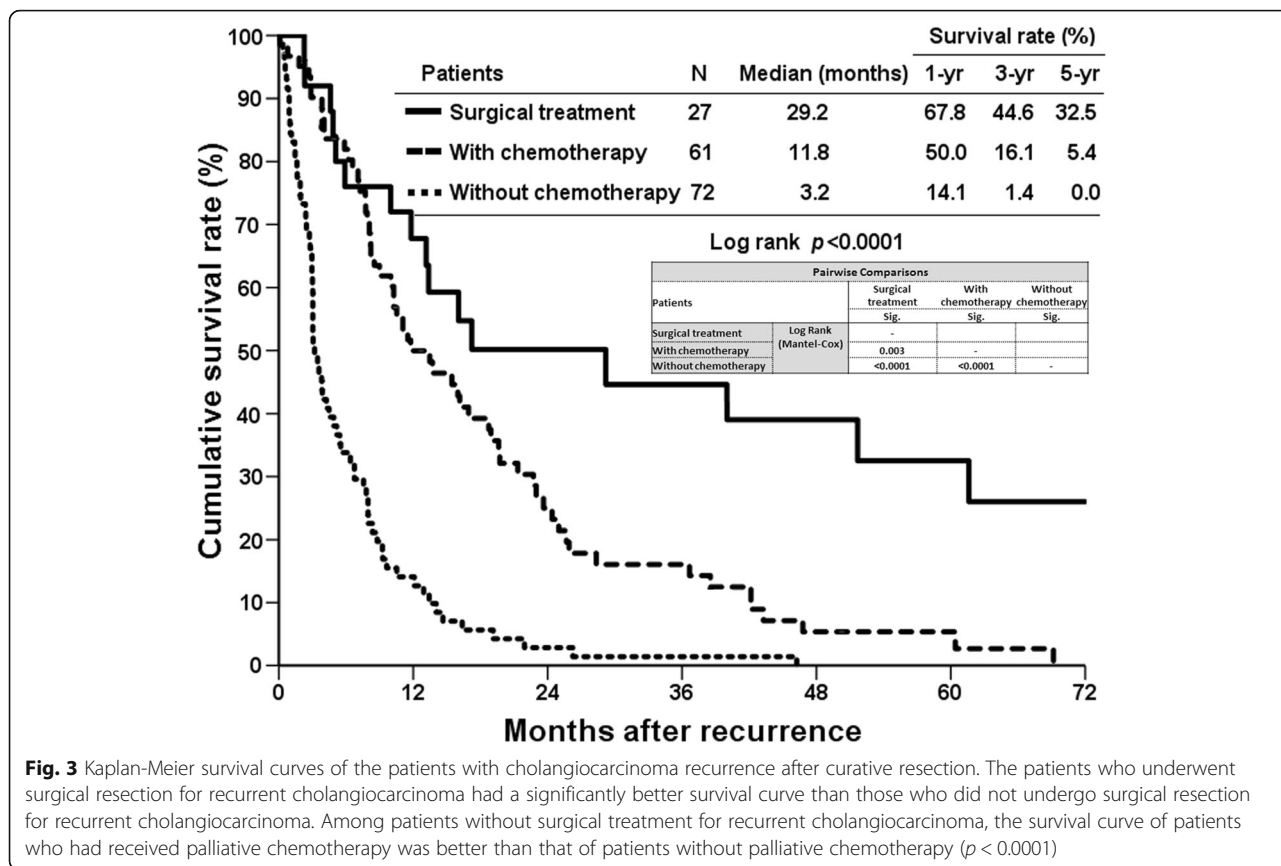 Survival rate (%)
Patients N Median (months) 1-yr 3-yr 5-yr
Surgical treatment 27 29.2 67.8 44.6 32.5
With chemotherapy 61 11.8 50.0 16.1 5.4
Without chemotherapy 72 3.2 14.1 1.4 0.0
Log rank p<0.0001
Pairwise Comparisons
Patients Surgical treatment With chemotherapy Without chemotherapy
Sig. Sig. Sig.
Surgical treatment Log Rank (Mantel-Cox) -
With chemotherapy 0.003 -
Without chemotherapy <0.0001 <0.0001 -
Cumulative survival rate (%)
100
90
80
70
60
50
40
30
20
10
0
0 12 24 36 48 60 72
Months after recurrence
Fig. 3 Kaplan-Meier survival curves of the patients with cholangiocarcinoma recurrence after curative resection. The patients who underwent
surgical resection for recurrent cholangiocarcinoma had a significantly better survival curve than those who did not undergo surgical resection
for recurrent cholangiocarcinoma. Among patients without surgical treatment for recurrent cholangiocarcinoma, the survival curve of patients
who had received palliative chemotherapy was better than that of patients without palliative chemotherapy (p < 0.0001)